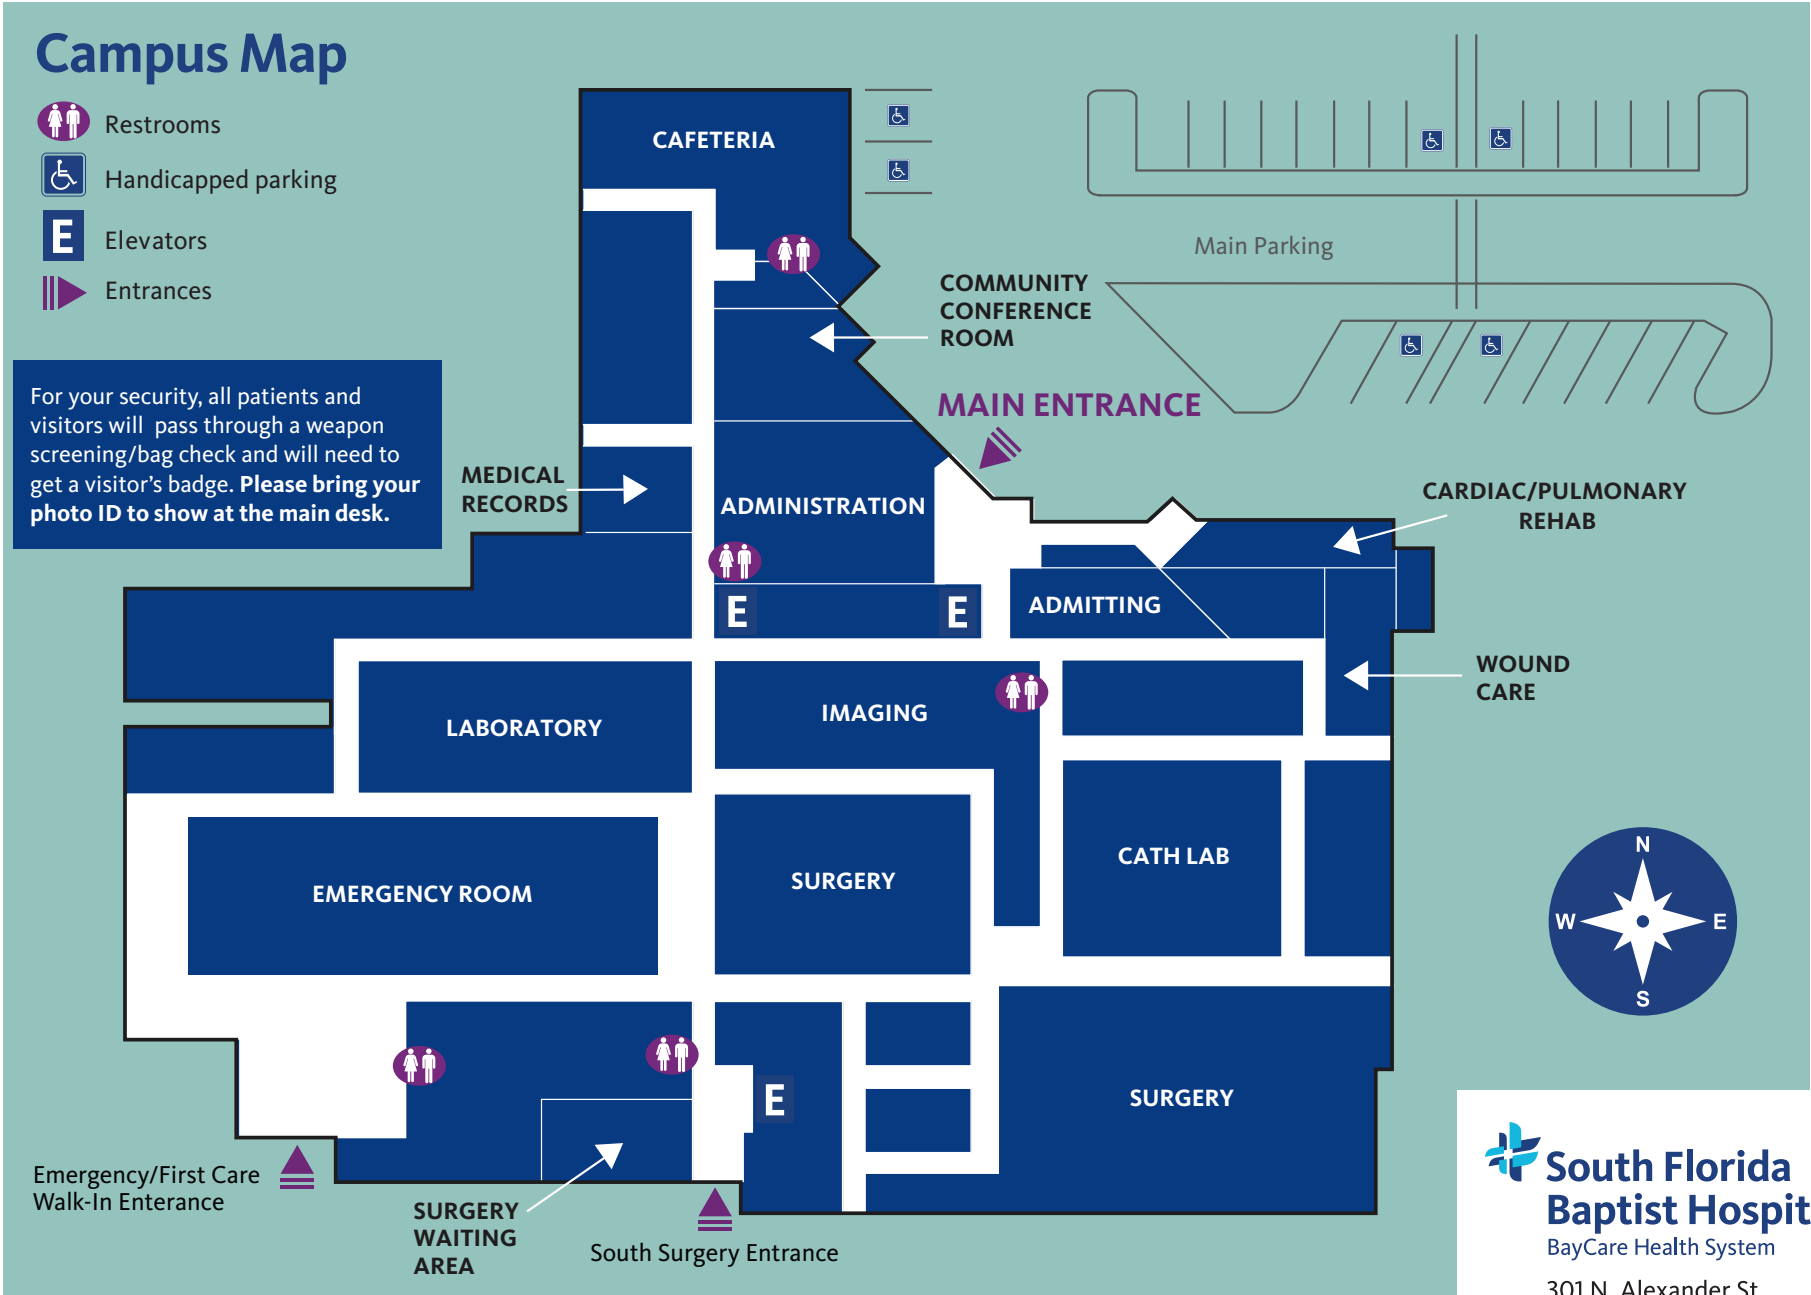 Campus Map
Restrooms
Handicapped parking
E
Elevators
Entrances
For your security, all patients and
visitors will pass through a weapon
screening/bag check and will need to
get a visitor's badge. Please bring your
photo ID to show at the main desk.
CAFETERIA
Main Parking
COMMUNITY
CONFERENCE
ROOM
MAIN ENTRANCE
MEDICAL
RECORDS
ADMINISTRATION
CARDIAC/PULMONARY
REHAB
E
E
ADMITTING
WOUND
CARE
LABORATORY
IMAGING
EMERGENCY ROOM
SURGERY
CATH LAB
N
W
E
S
E
SURGERY
Emergency/First Care
Walk-In Enterance
SURGERY
WAITING
AREA
South Surgery Entrance
South Florida
Baptist Hospit
BayCare Health System
301 N. Alexander St.